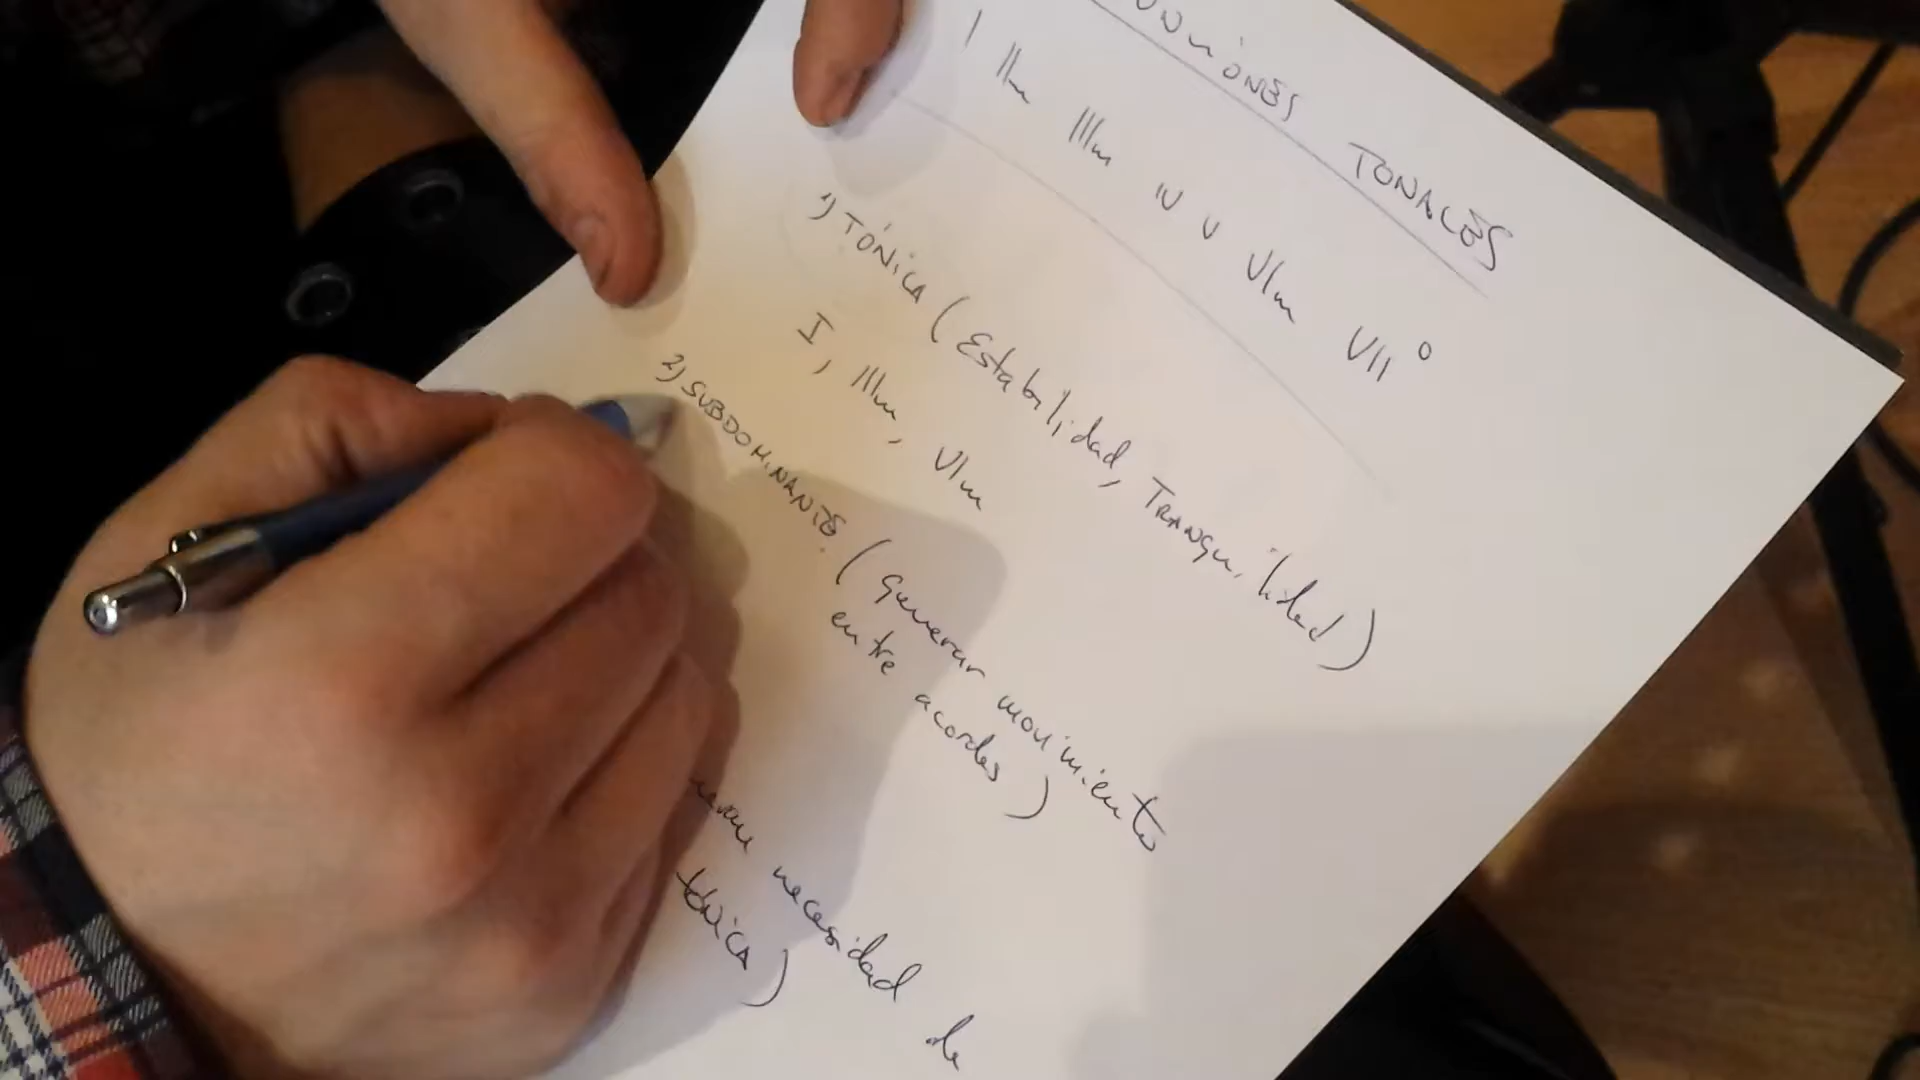 TONALES
I IIm IIIm IV V VIm VII°
1) TÓNICA (Estabilidad, Tranquilidad)
I, IIIm, VIm
2) SUBDOMINANTE (generar movimiento
entre acordes)
necesidad de
tónica)